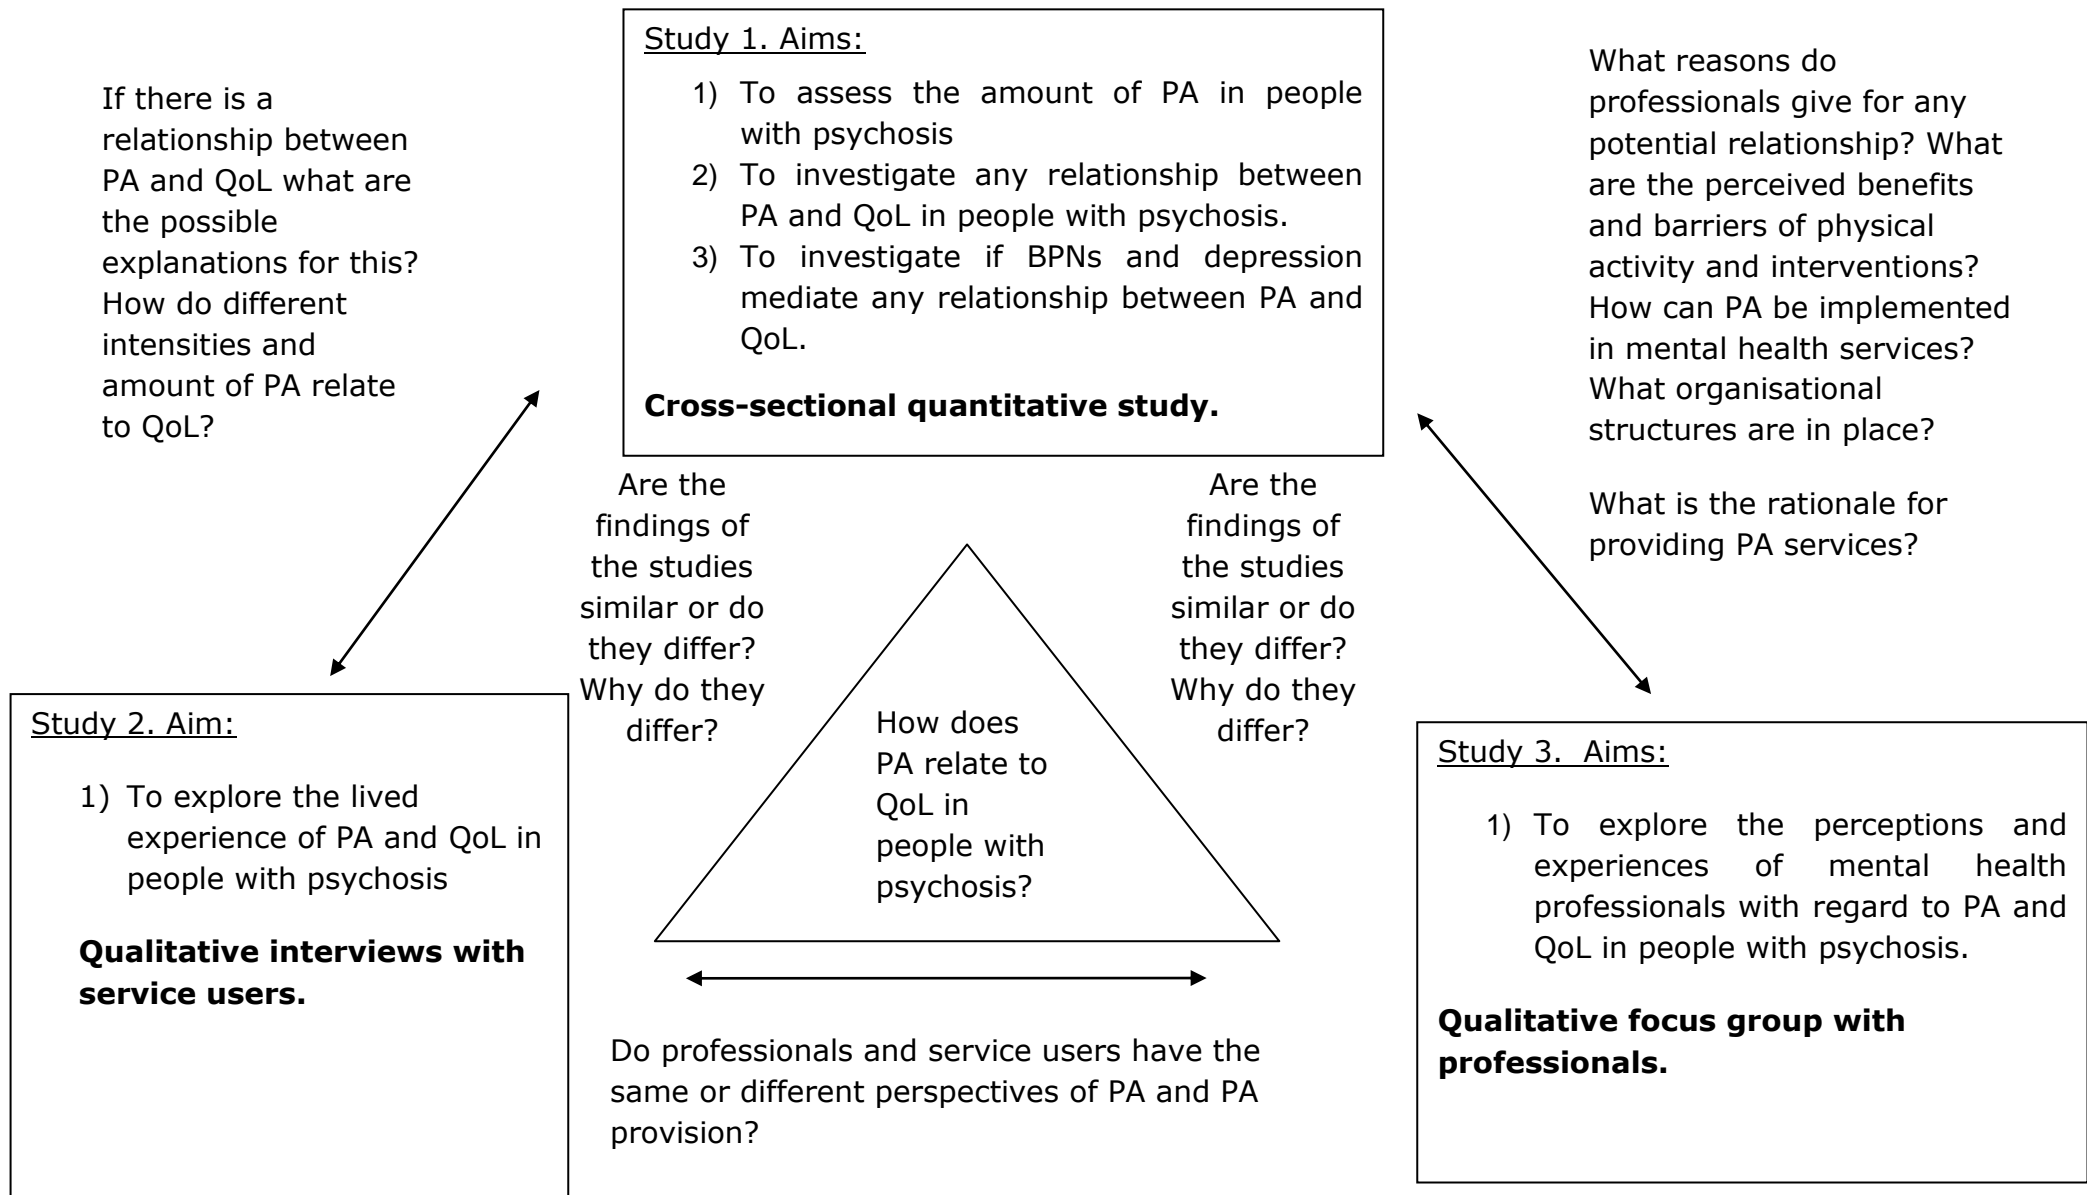 If there is a
relationship between
PA and QoL what are
the possible
explanations for this?
How do different
intensities and
amount of PA relate
to QoL?
Study 1. Aims:
1) To assess the amount of PA in people
with psychosis
2) To investigate any relationship between
PA and QoL in people with psychosis.
3) To investigate if BPNs and depression
mediate any relationship between PA and
QoL.
Cross-sectional quantitative study.
What reasons do
professionals give for any
potential relationship? What
are the perceived benefits
and barriers of physical
activity and interventions?
How can PA be implemented
in mental health services?
What organisational
structures are in place?
What is the rationale for
providing PA services?
Are the
findings of
the studies
similar or do
they differ?
Why do they
differ?
Are the
findings of
the studies
similar or do
they differ?
Why do they
differ?
How does
PA relate to
QoL in
people with
psychosis?
Study 2. Aim:
1) To explore the lived
experience of PA and QoL in
people with psychosis
Qualitative interviews with
service users.
Do professionals and service users have the
same or different perspectives of PA and PA
provision?
Study 3.  Aims:
1) To explore the perceptions and
experiences of mental health
professionals with regard to PA and
QoL in people with psychosis.
Qualitative focus group with
professionals.